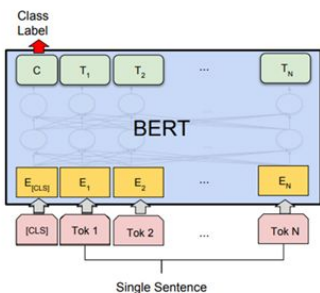 Class
Label
C T1 T2 ... TN
BERT
E[CLS] E1 E2 ... EN
[CLS] Tok 1 Tok 2 ... Tok N
Single Sentence